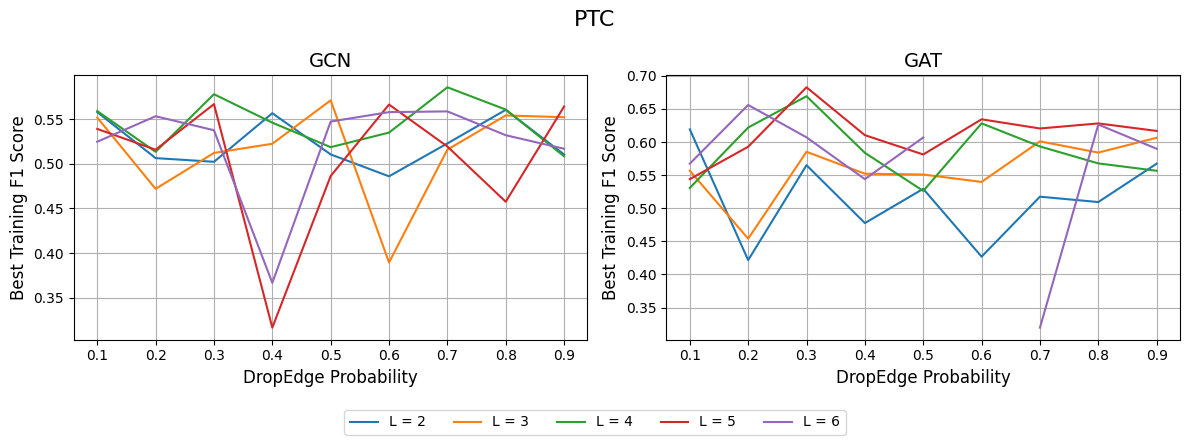 PTC
GCN
Best Training F1 Score
0.55
0.50
0.45
0.40
0.35
0.1 0.2 0.3 0.4 0.5 0.6 0.7 0.8 0.9
DropEdge Probability
GAT
Best Training F1 Score
0.70
0.65
0.60
0.55
0.50
0.45
0.40
0.35
0.1 0.2 0.3 0.4 0.5 0.6 0.7 0.8 0.9
DropEdge Probability
L = 2 L = 3 L = 4 L = 5 L = 6